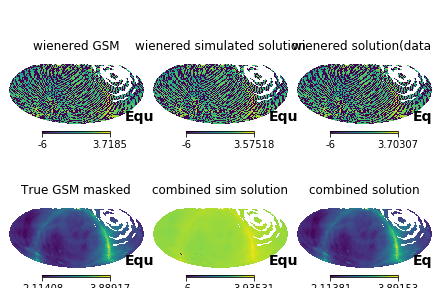 wienered GSM
wienered simulated solution
wienered solution(data
Equ
Equ
Equ
-6 3.7185
-6 3.57518
-6 3.70307
True GSM masked
combined sim solution
combined solution
Equ
Equ
Equ
2.11408 3.88917
-6 3.93531
2.11381 3.89153